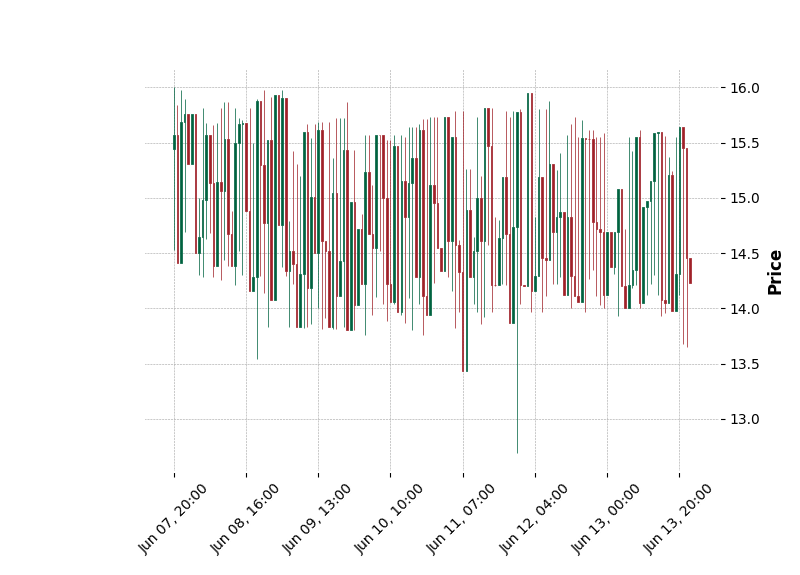 16.0
15.5
15.0
14.5
14.0
13.5
13.0
Price
Jun 07, 20:00
Jun 08, 16:00
Jun 09, 13:00
Jun 10, 10:00
Jun 11, 07:00
Jun 12, 04:00
Jun 13, 00:00
Jun 13, 20:00